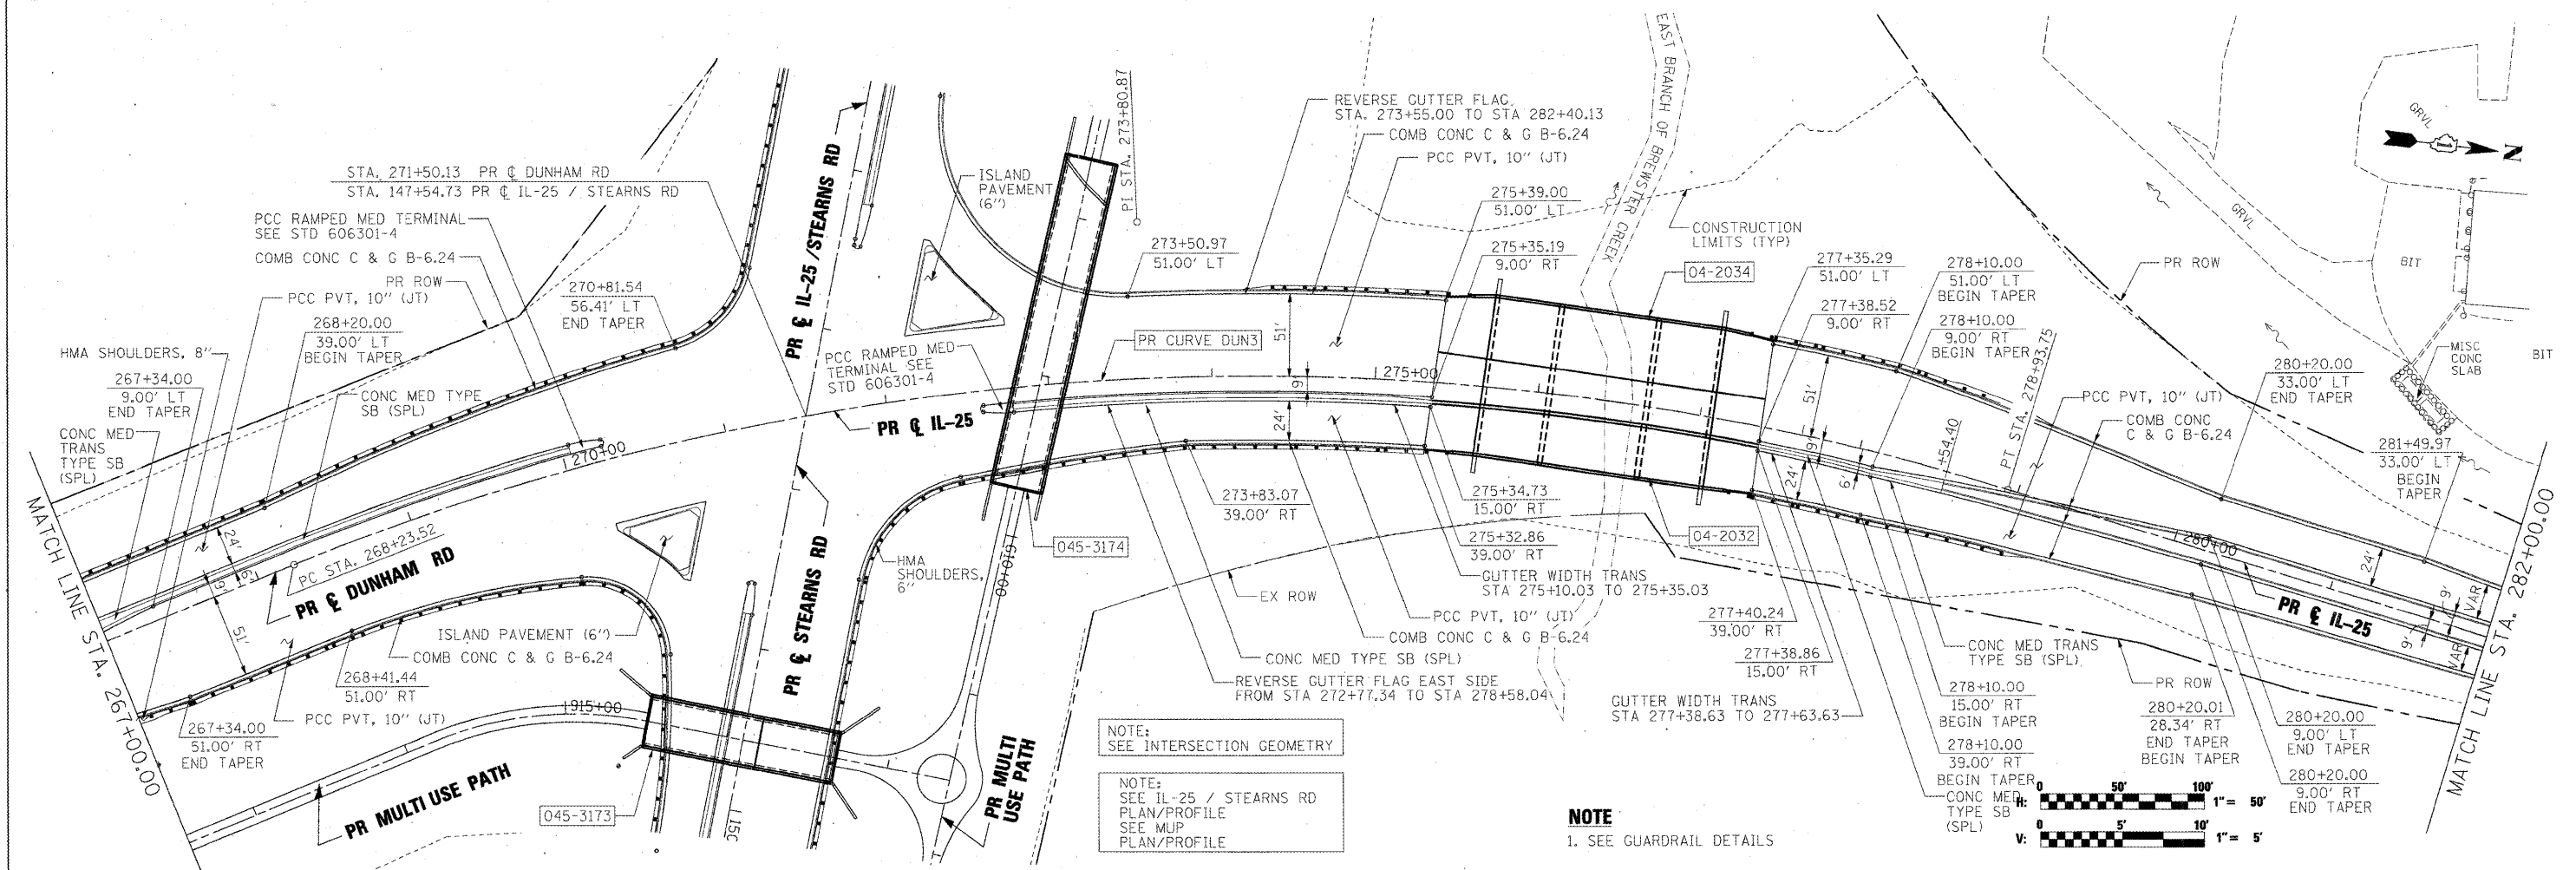 STA. 271+50.13 PR ℄ DUNHAM RD
STA. 147+54.73 PR ℄ IL-25 / STEARNS RD
PCC RAMPED MED TERMINAL
SEE STD 606301-4
COMB CONC C & G B-6.24
PR ROW
PCC PVT, 10" (JT)
268+20.00
39.00' LT
BEGIN TAPER
270+81.54
56.41' LT
END TAPER
HMA SHOULDERS, 8"
267+34.00
9.00' LT
END TAPER
CONC MED TYPE
SB (SPL)
CONC MED
TRANS
TYPE SB
(SPL)
MATCH LINE STA. 267+00.00
24'
6'
9'
51'
PC STA. 268+23.52
PR ℄ DUNHAM RD
270+00
ISLAND PAVEMENT (6")
COMB CONC C & G B-6.24
268+41.44
51.00' RT
PCC PVT, 10" (JT)
267+34.00
51.00' RT
END TAPER
1915+00
PR MULTI USE PATH
045-3173
PR ℄ IL-25 /STEARNS RD
PR ℄ STEARNS RD
ISLAND
PAVEMENT
(6")
PCC RAMPED MED
TERMINAL SEE
STD 606301-4
PR ℄ IL-25
HMA
SHOULDERS,
6"
PI STA. 273+80.87
273+50.97
51.00' LT
REVERSE GUTTER FLAG
STA. 273+55.00 TO STA 282+40.13
COMB CONC C & G B-6.24
PCC PVT, 10" (JT)
275+39.00
51.00' LT
275+35.19
9.00' RT
PR CURVE DUN3
51'
9'
24'
275+00
EAST BRANCH OF BREWSTER CREEK
CONSTRUCTION
LIMITS (TYP)
04-2034
277+35.29
51.00' LT
277+38.52
9.00' RT
278+10.00
51.00' LT
BEGIN TAPER
278+10.00
9.00' RT
BEGIN TAPER
PR ROW
+54.40
PT STA. 278+93.75
PCC PVT, 10" (JT)
COMB CONC
C & G B-6.24
280+20.00
33.00' LT
END TAPER
281+49.97
33.00' LT
BEGIN
TAPER
GRVL
GRVL
BIT
BIT
MISC
CONC
SLAB
N
045-3174
273+83.07
39.00' RT
275+34.73
15.00' RT
275+32.86
39.00' RT
GUTTER WIDTH TRANS
STA 275+10.03 TO 275+35.03
EX ROW
PCC PVT, 10" (JT)
COMB CONC C & G B-6.24
CONC MED TYPE SB (SPL)
REVERSE GUTTER FLAG EAST SIDE
FROM STA 272+77.34 TO STA 278+58.04
04-2032
51'
9'
24'
6'
277+40.24
39.00' RT
277+38.86
15.00' RT
GUTTER WIDTH TRANS
STA 277+38.63 TO 277+63.63
CONC MED TRANS
TYPE SB (SPL)
278+10.00
15.00' RT
BEGIN TAPER
278+10.00
39.00' RT
BEGIN TAPER
CONC MED
TYPE SB
(SPL)
280+00
24'
9'
VAR
9'
VAR
PR ℄ IL-25
PR ROW
280+20.01
28.34' RT
END TAPER
BEGIN TAPER
280+20.00
9.00' LT
END TAPER
280+20.00
9.00' RT
END TAPER
MATCH LINE STA. 282+00.00
PR MULTI
USE PATH
NOTE:
SEE INTERSECTION GEOMETRY
NOTE:
SEE IL-25 / STEARNS RD
PLAN/PROFILE
SEE MUP
PLAN/PROFILE
NOTE
1. SEE GUARDRAIL DETAILS
H: 0 50' 100' 1"= 50'
V: 0 5' 10' 1"= 5'